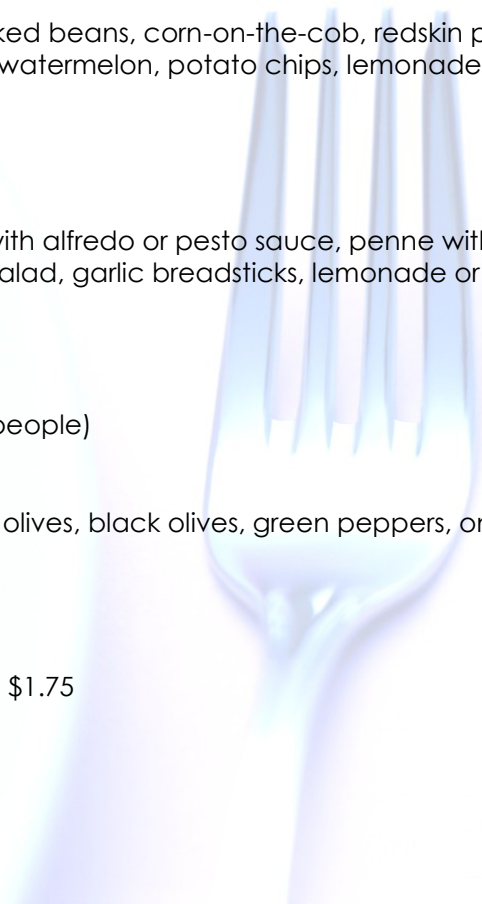 ked beans, corn-on-the-cob, redskin p
watermelon, potato chips, lemonade
vith alfredo or pesto sauce, penne with
alad, garlic breadsticks, lemonade or
people)
olives, black olives, green peppers, on
$1.75